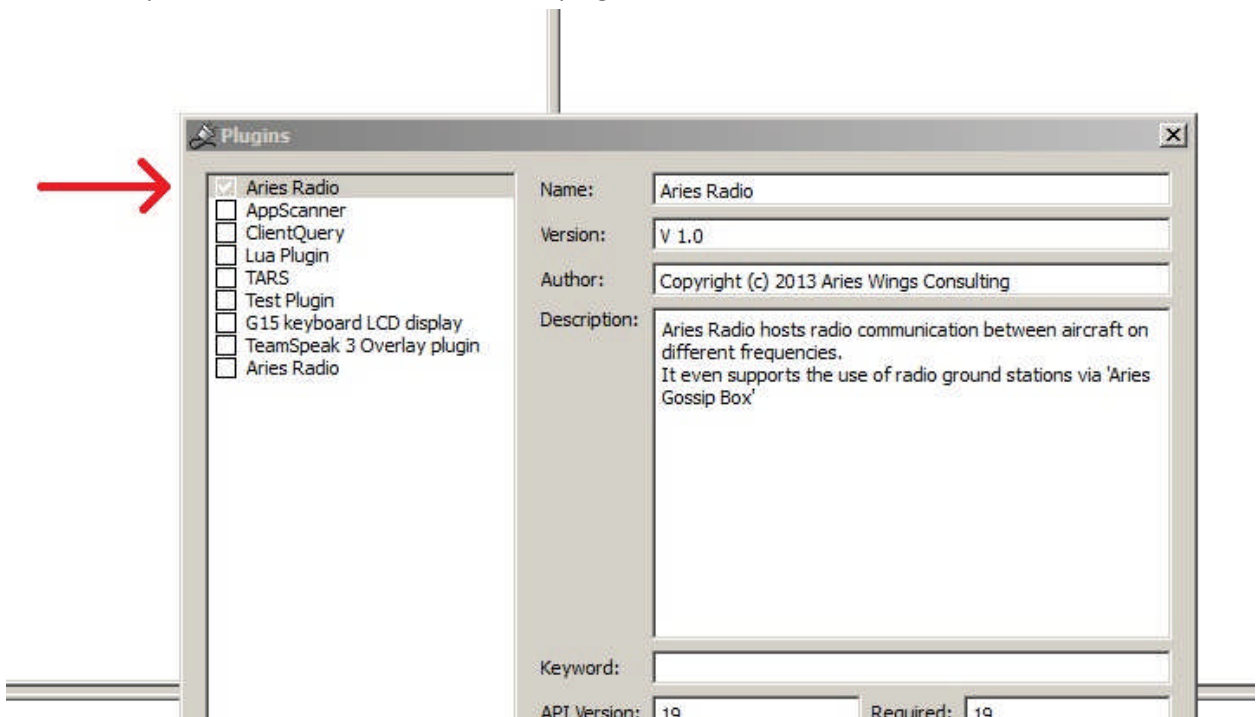 Plugins
Aries Radio
AppScanner
ClientQuery
Lua Plugin
TARS
Test Plugin
G15 keyboard LCD display
TeamSpeak 3 Overlay plugin
Aries Radio
Name: Aries Radio
Version: V 1.0
Author: Copyright (c) 2013 Aries Wings Consulting
Description: Aries Radio hosts radio communication between aircraft on
different frequencies.
It even supports the use of radio ground stations via 'Aries
Gossip Box'
Keyword:
API Version: 19 Required: 19